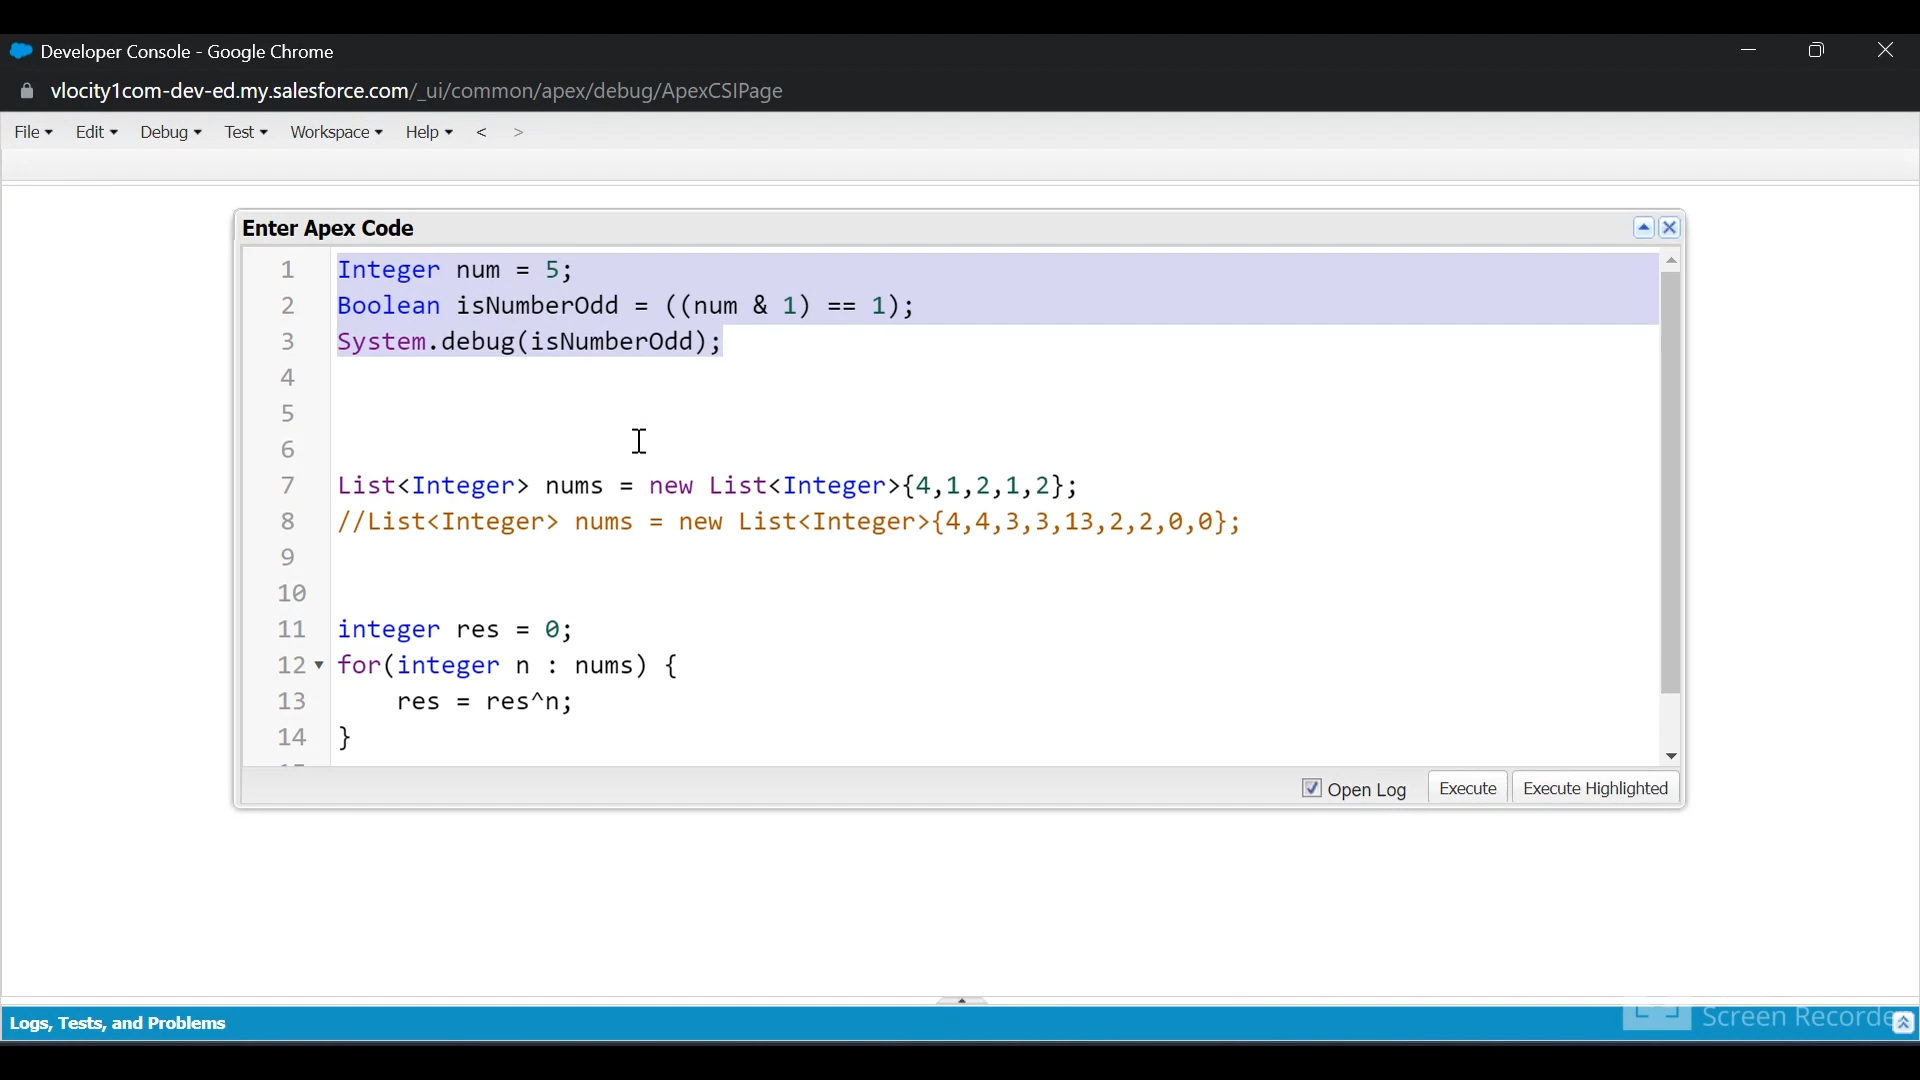 Developer Console - Google Chrome
vlocity1com-dev-ed.my.salesforce.com/_ui/common/apex/debug/ApexCSIPage
File Edit Debug Test Workspace Help < >
Enter Apex Code
1 Integer num = 5;
2 Boolean isNumberOdd = ((num & 1) == 1);
3 System.debug(isNumberOdd);
4
5
6
7 List<Integer> nums = new List<Integer>{4,1,2,1,2};
8 //List<Integer> nums = new List<Integer>{4,4,3,3,13,2,2,0,0};
9
10
11 integer res = 0;
12 for(integer n : nums) {
13 res = res^n;
14 }
Open Log Execute Execute Highlighted
Logs, Tests, and Problems
Screen Recorde